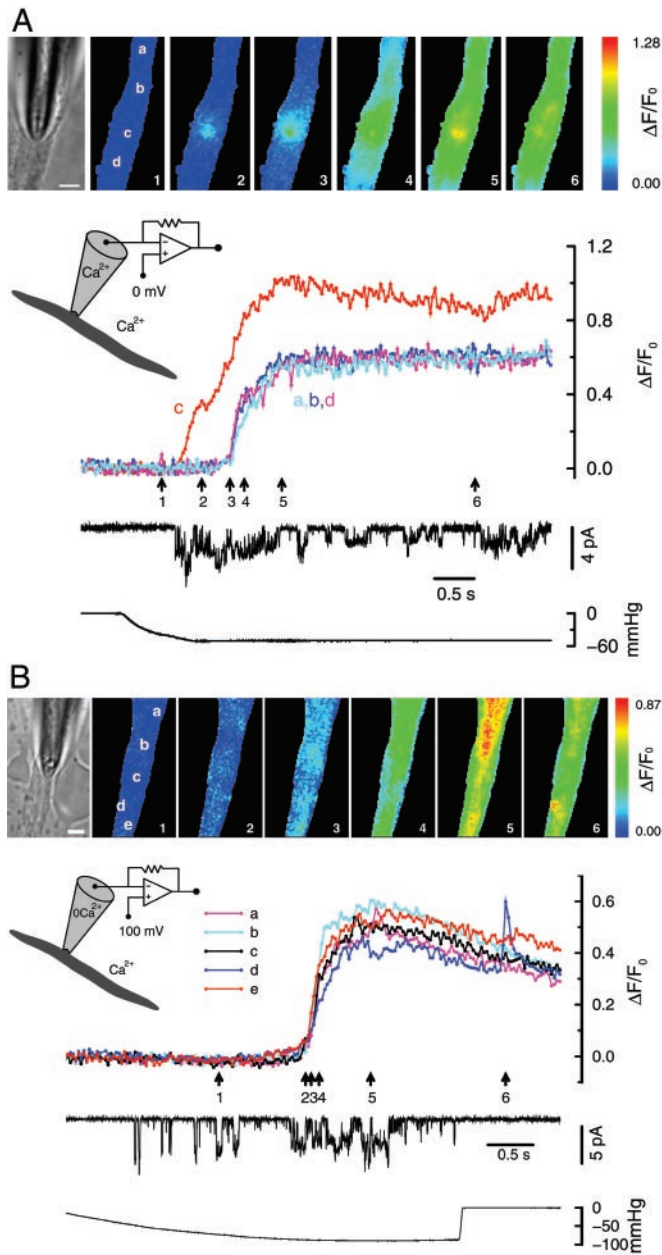 A
a
b
c
d
1
2
3
4
5
6
1.28
ΔF/F₀
0.00
Ca²⁺
0 mV
Ca²⁺
c
a,b,d
1.2
0.8
0.4
0.0
ΔF/F₀
1 2 3 4 5 6
4 pA
0.5 s
0
−60
mmHg
B
a
b
c
d
e
1
2
3
4
5
6
0.87
ΔF/F₀
0.00
0Ca²⁺
100 mV
Ca²⁺
a
b
c
d
e
0.6
0.4
0.2
0.0
ΔF/F₀
1 2 3 4 5 6
5 pA
0.5 s
0
−50
−100
mmHg